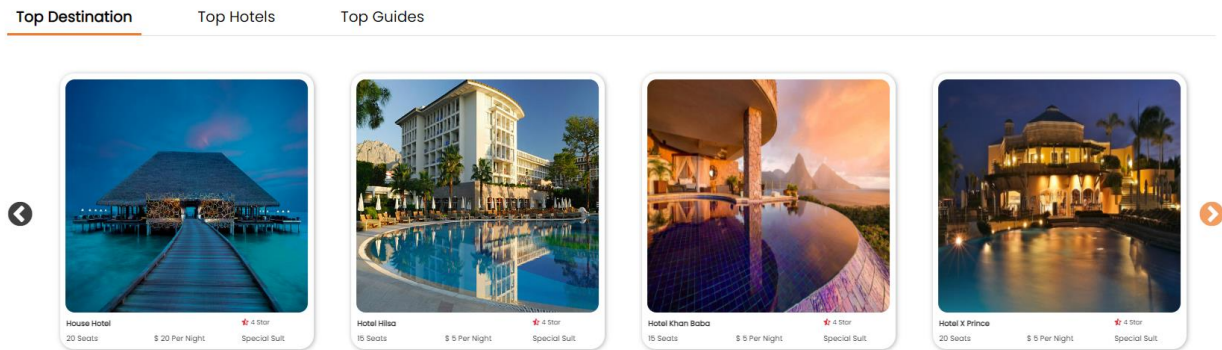 Top Destination Top Hotels Top Guides
House Hotel 4 Star
20 Seats $ 20 Per Night Special Suit
Hotel Hilsa 4 Star
15 Seats $ 5 Per Night Special Suit
Hotel Khan Baba 4 Star
15 Seats $ 5 Per Night Special Suit
Hotel X Prince 4 Star
20 Seats $ 5 Per Night Special Suit